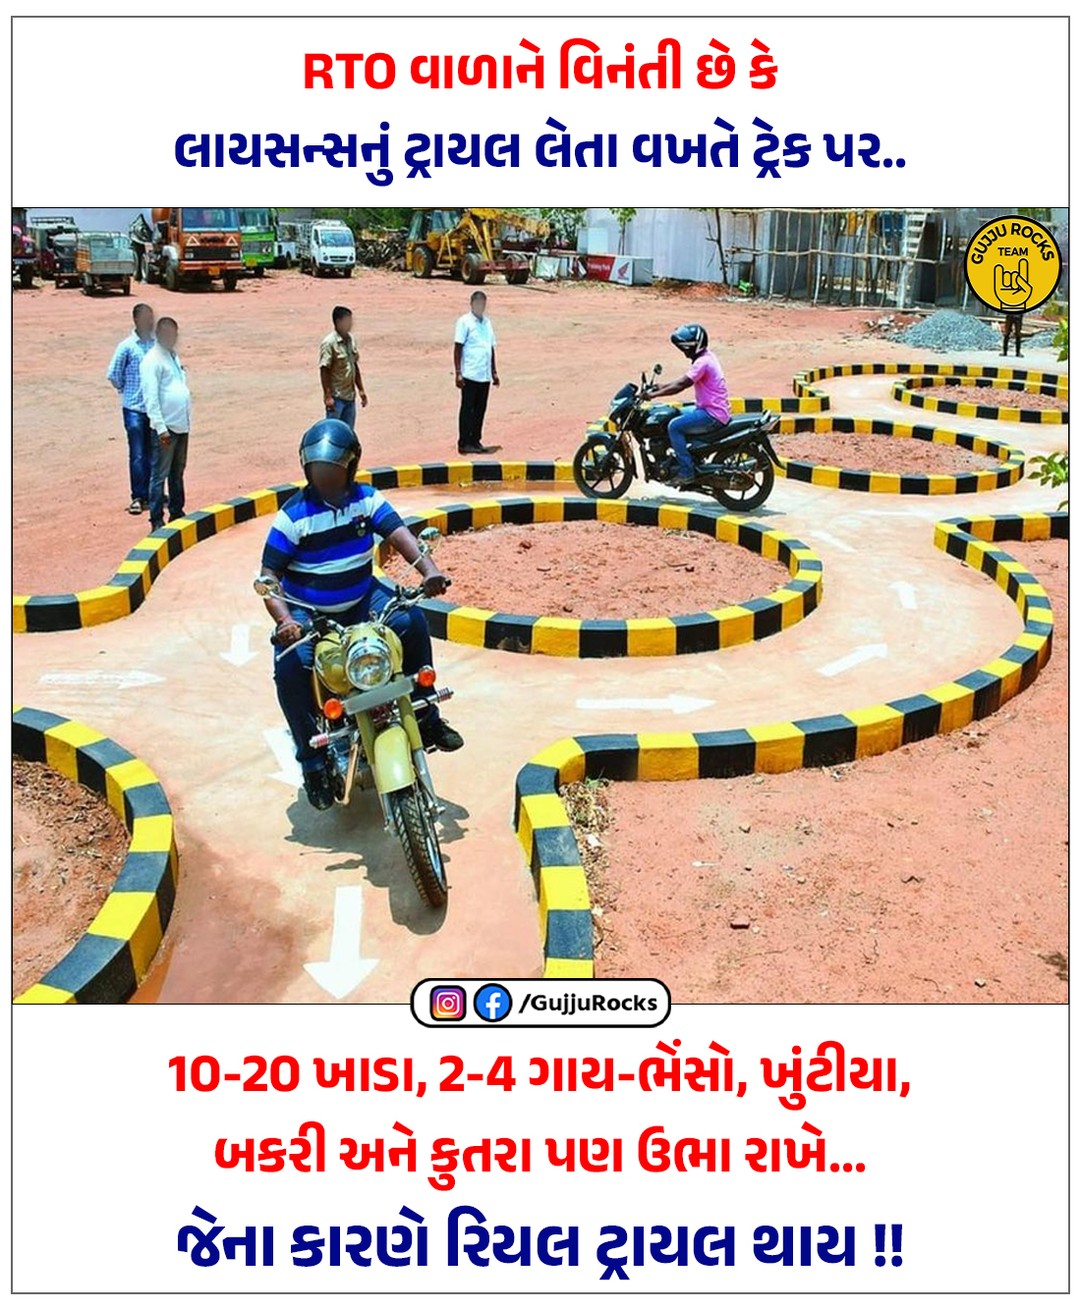 RTO વાળાને વિનંતી છે કે
લાયસન્સનું ટ્રાયલ લેતા વખતે ટ્રેક પર..
GUJJU ROCKS
TEAM
/GujjuRocks
10-20 ખાડા, 2-4 ગાય-ભેંસો, ખુંટીયા,
બકરી અને કુતરા પણ ઉભા રાખે...
જેના કારણે રિયલ ટ્રાયલ થાય !!